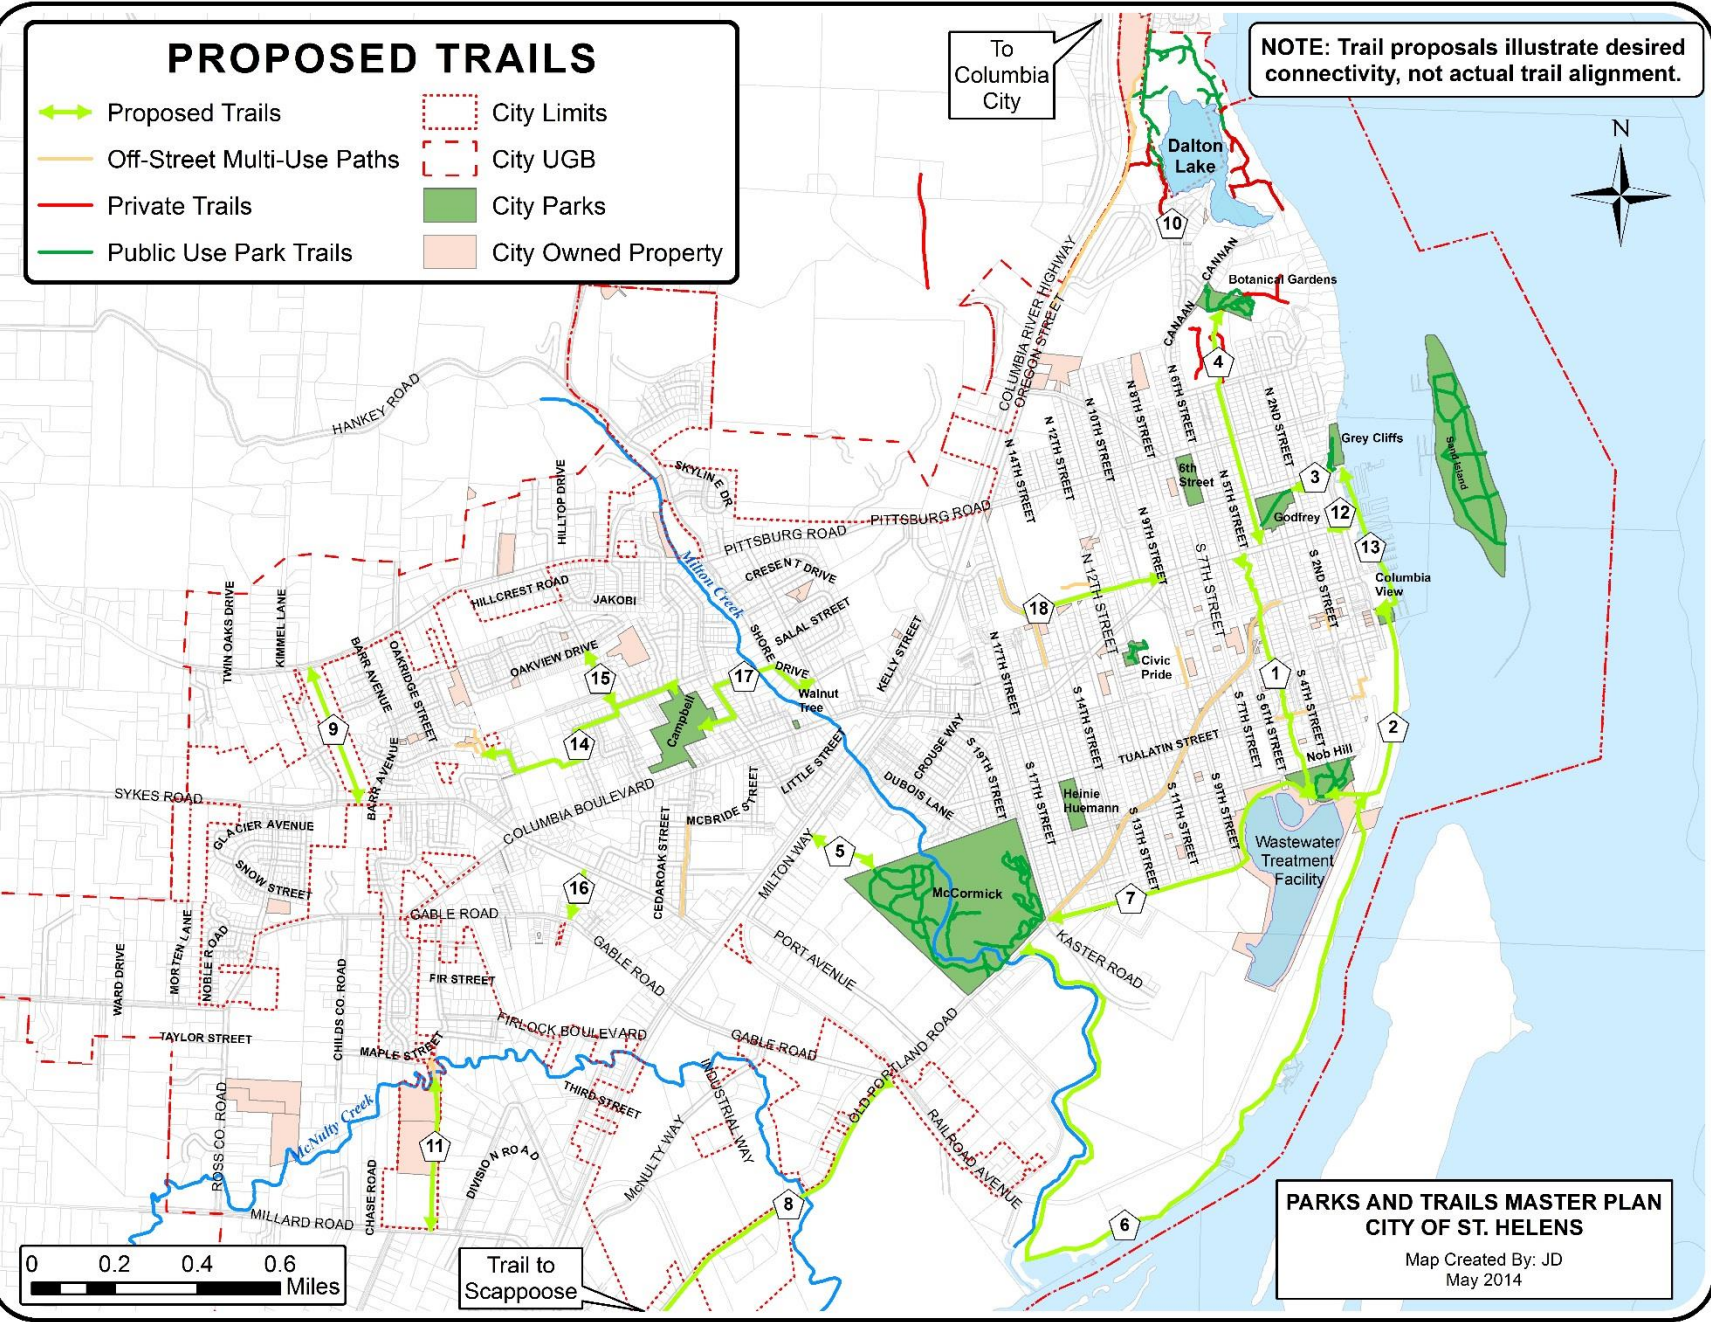 PROPOSED TRAILS
Proposed Trails
Off-Street Multi-Use Paths
Private Trails
Public Use Park Trails
City Limits
City UGB
City Parks
City Owned Property
To
Columbia
City
NOTE: Trail proposals illustrate desired
connectivity, not actual trail alignment.
N
Dalton
Lake
10
CANNAN
Botanical Gardens
CANAAN
4
COLUMBIA RIVER HIGHWAY
OREGON STREET
HANKEY ROAD
N 2ND STREET
N 6TH STREET
N 8TH STREET
N 10TH STREET
N 12TH STREET
N 14TH STREET
Grey Cliffs
Sand Island
6th
Street
3
N 5TH STREET
Godfrey
12
13
SKYLINE DR
HILLTOP DRIVE
PITTSBURG ROAD
PITTSBURG ROAD
N 9TH STREET
N 12TH STREET
S 7TH STREET
S 2ND STREET
Columbia
View
Milton Creek
CRESENT DRIVE
HILLCREST ROAD
JAKOBI
SALAL STREET
SHORE DRIVE
KELLY STREET
18
TWIN OAKS DRIVE
KIMMEL LANE
BARR AVENUE
OAKRIDGE STREET
OAKVIEW DRIVE
15
17
Walnut
Tree
Civic
Pride
N 17TH STREET
1
S 4TH STREET
S 6TH STREET
S 7TH STREET
2
9
14
Campbell
S 14TH STREET
TUALATIN STREET
Nob Hill
CROUSE WAY
S 19TH STREET
S 17TH STREET
LITTLE STREET
DUBOIS LANE
Heinie
Huemann
S 13TH STREET
S 11TH STREET
S 9TH STREET
SYKES ROAD
BARR AVENUE
COLUMBIA BOULEVARD
MCBRIDE STREET
CEDAROAK STREET
GLACIER AVENUE
SNOW STREET
MILTON WAY
5
Wastewater
Treatment
Facility
16
McCormick
7
GABLE ROAD
GABLE ROAD
KASTER ROAD
PORT AVENUE
WARD DRIVE
MORTEN LANE
NOBLE ROAD
CHILDS CO. ROAD
FIR STREET
FIRLOCK BOULEVARD
GABLE ROAD
TAYLOR STREET
MAPLE STREET
OLD PORTLAND ROAD
INDUSTRIAL WAY
THIRD STREET
ROSS CO. ROAD
McNulty Creek
11
DIVISION ROAD
McNULTY WAY
RAILROAD AVENUE
CHASE ROAD
MILLARD ROAD
8
6
0 0.2 0.4 0.6
Miles
Trail to
Scappoose
PARKS AND TRAILS MASTER PLAN
CITY OF ST. HELENS
Map Created By: JD
May 2014